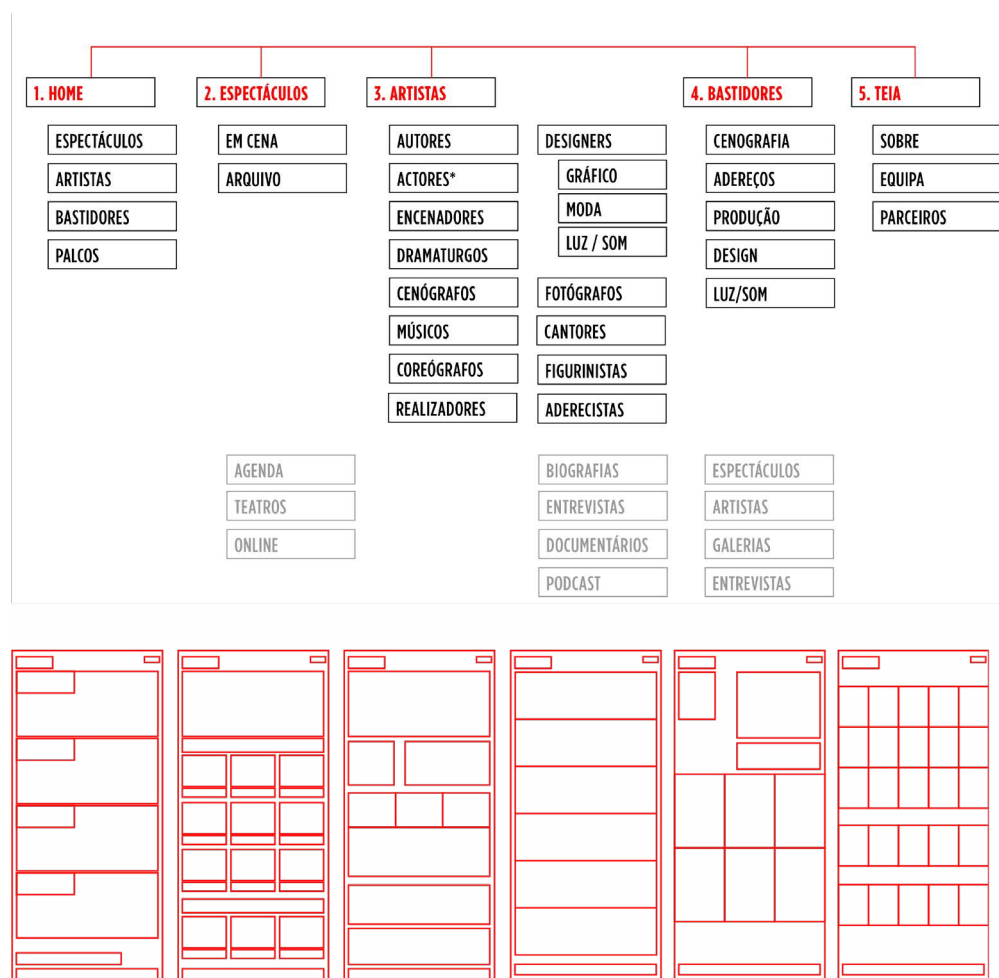 1. HOME
ESPECTÁCULOS
ARTISTAS
BASTIDORES
PALCOS
2. ESPECTÁCULOS
EM CENA
ARQUIVO
AGENDA
TEATROS
ONLINE
3. ARTISTAS
AUTORES
ACTORES*
ENCENADORES
DRAMATURGOS
CENÓGRAFOS
MÚSICOS
COREÓGRAFOS
REALIZADORES
DESIGNERS
GRÁFICO
MODA
LUZ / SOM
FOTÓGRAFOS
CANTORES
FIGURINISTAS
ADERECISTAS
BIOGRAFIAS
ENTREVISTAS
DOCUMENTÁRIOS
PODCAST
4. BASTIDORES
CENOGRAFIA
ADEREÇOS
PRODUÇÃO
DESIGN
LUZ/SOM
ESPECTÁCULOS
ARTISTAS
GALERIAS
ENTREVISTAS
5. TEIA
SOBRE
EQUIPA
PARCEIROS